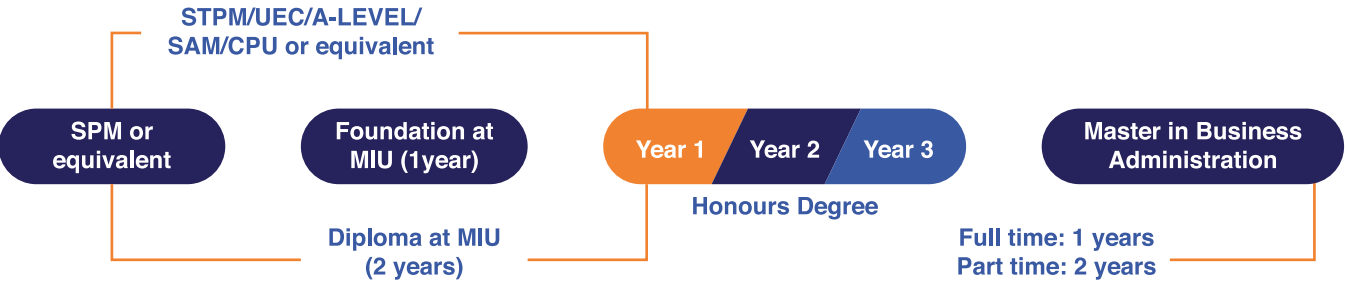 STPM/UEC/A-LEVEL/
SAM/CPU or equivalent
SPM or
equivalent
Foundation at
MIU (1year)
Year 1
Year 2
Year 3
Master in Business
Administration
Honours Degree
Diploma at MIU
(2 years)
Full time: 1 years
Part time: 2 years